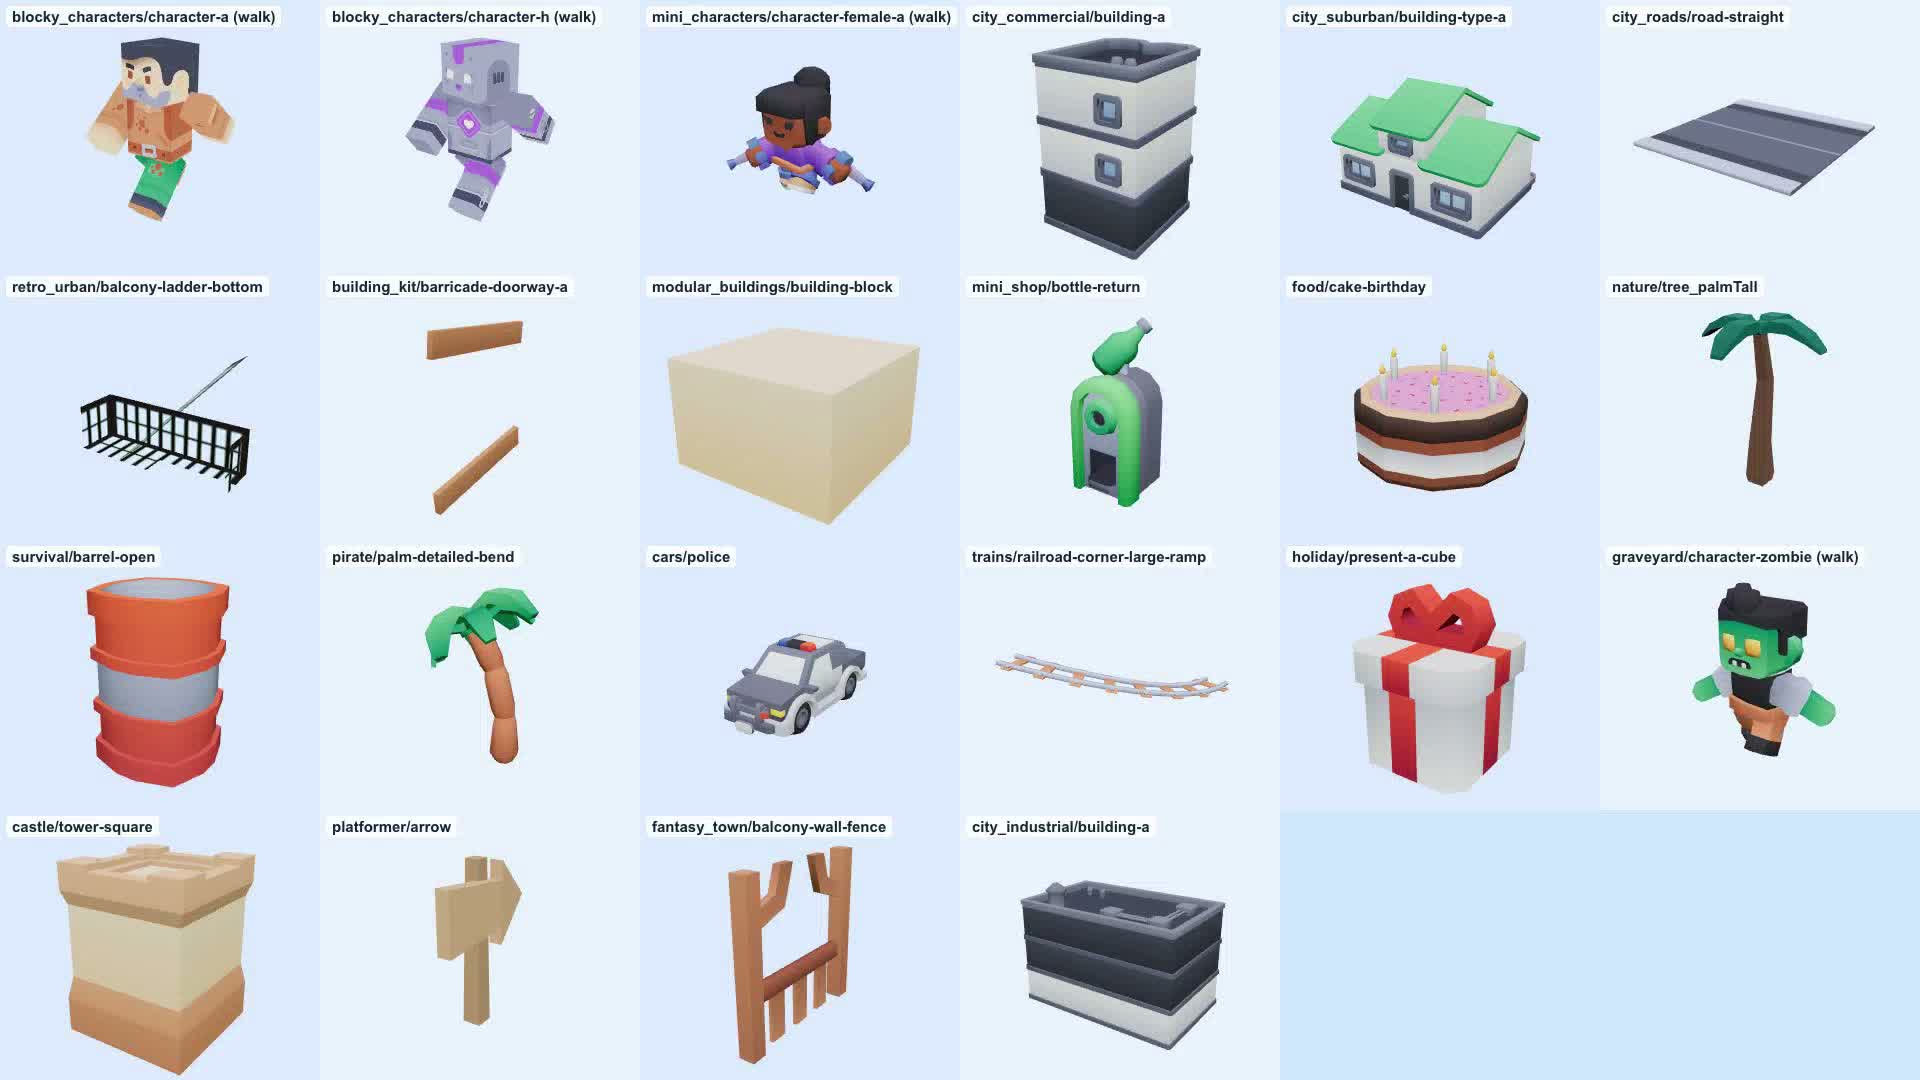 blocky_characters/character-a (walk)
blocky_characters/character-h (walk)
mini_characters/character-female-a (walk)
city_commercial/building-a
city_suburban/building-type-a
city_roads/road-straight
retro_urban/balcony-ladder-bottom
building_kit/barricade-doorway-a
modular_buildings/building-block
mini_shop/bottle-return
food/cake-birthday
nature/tree_palmTall
survival/barrel-open
pirate/palm-detailed-bend
cars/police
trains/railroad-corner-large-ramp
holiday/present-a-cube
graveyard/character-zombie (walk)
castle/tower-square
platformer/arrow
fantasy_town/balcony-wall-fence
city_industrial/building-a